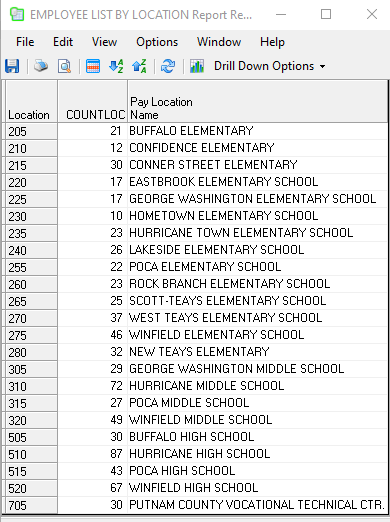 EMPLOYEE LIST BY LOCATION Report Re...
File Edit View Options Window Help
Drill Down Options
Location COUNTLOC Pay Location Name
205 21 BUFFALO ELEMENTARY
210 12 CONFIDENCE ELEMENTARY
215 30 CONNER STREET ELEMENTARY
220 17 EASTBROOK ELEMENTARY SCHOOL
225 17 GEORGE WASHINGTON ELEMENTARY SCHOOL
230 10 HOMETOWN ELEMENTARY SCHOOL
235 23 HURRICANE TOWN ELEMENTARY SCHOOL
240 26 LAKESIDE ELEMENTARY SCHOOL
255 22 POCA ELEMENTARY SCHOOL
260 23 ROCK BRANCH ELEMENTARY SCHOOL
265 25 SCOTT-TEAYS ELEMENTARY SCHOOL
270 37 WEST TEAYS ELEMENTARY SCHOOL
275 46 WINFIELD ELEMENTARY SCHOOL
280 32 NEW TEAYS ELEMENTARY
305 29 GEORGE WASHINGTON MIDDLE SCHOOL
310 72 HURRICANE MIDDLE SCHOOL
315 27 POCA MIDDLE SCHOOL
320 49 WINFIELD MIDDLE SCHOOL
505 30 BUFFALO HIGH SCHOOL
510 87 HURRICANE HIGH SCHOOL
515 43 POCA HIGH SCHOOL
520 67 WINFIELD HIGH SCHOOL
705 30 PUTNAM COUNTY VOCATIONAL TECHNICAL CTR.